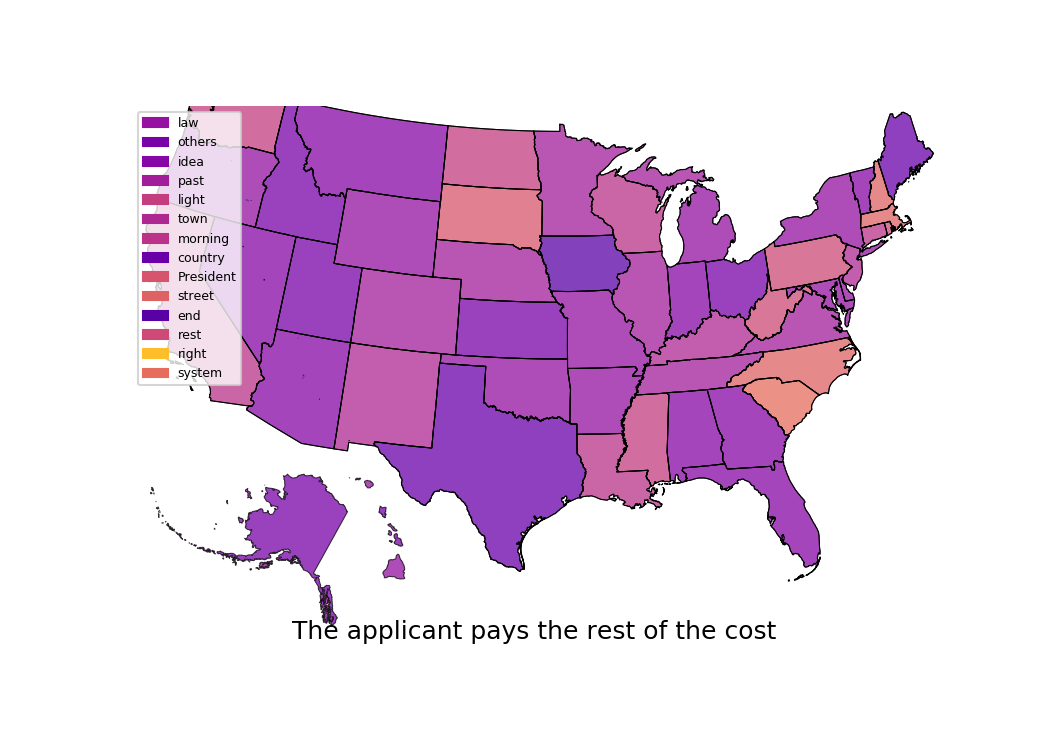 law
others
idea
past
light
town
morning
country
President
street
end
rest
right
system
The applicant pays the rest of the cost